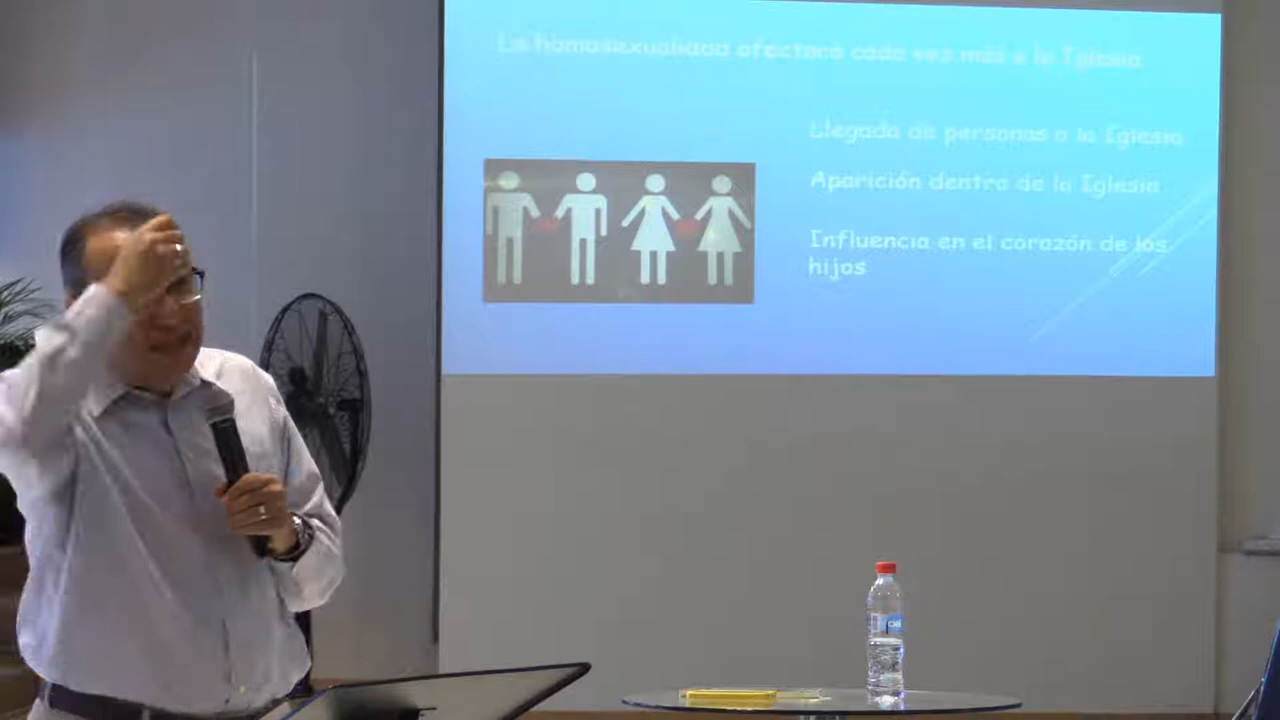 La homosexualidad afectará cada vez más a la Iglesia
Llegada de personas a la Iglesia
Aparición dentro de la Iglesia
Influencia en el corazón de los
hijos